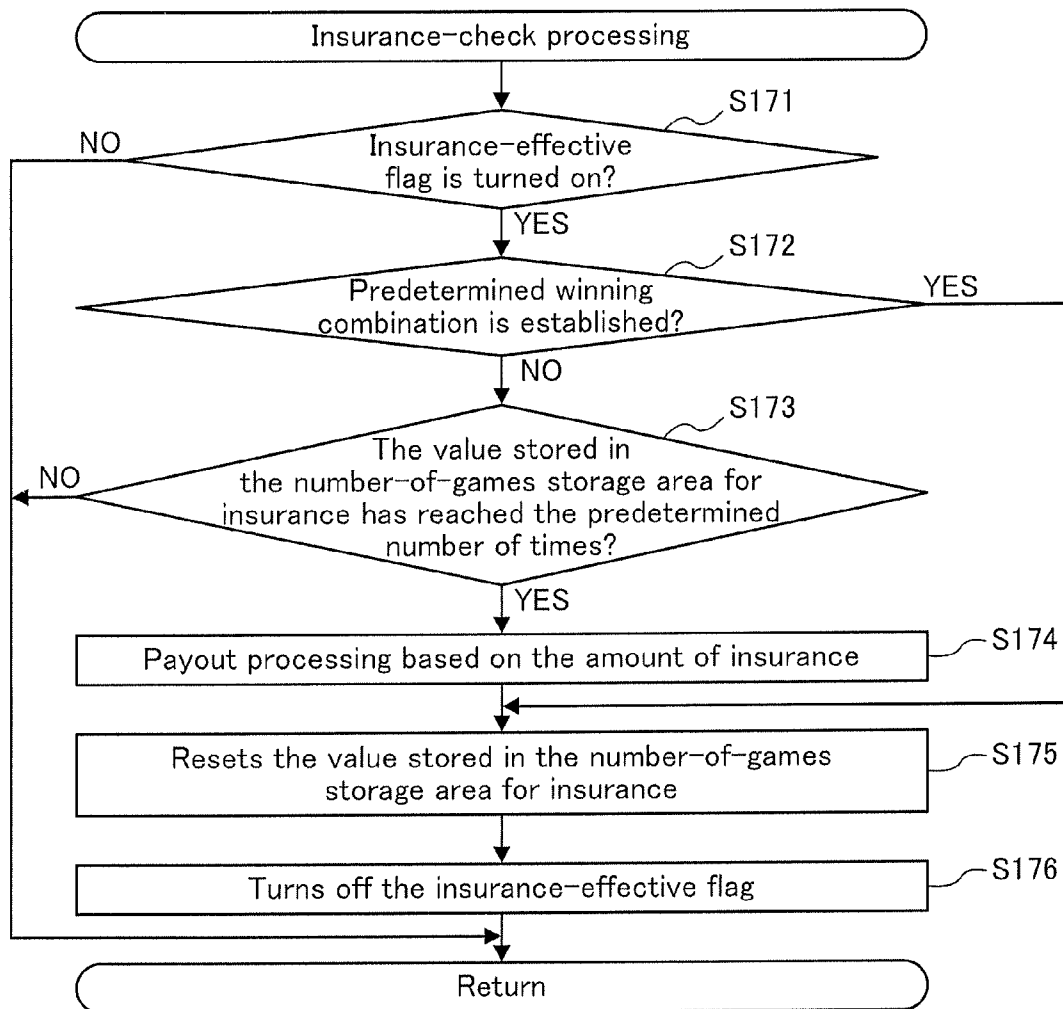 Insurance-check processing
S171
NO
Insurance-effective
flag is turned on?
YES
S172
Predetermined winning
combination is established?
YES
NO
S173
The value stored in
the number-of-games storage area for
insurance has reached the predetermined
number of times?
NO
YES
S174
Payout processing based on the amount of insurance
S175
Resets the value stored in the number-of-games
storage area for insurance
S176
Turns off the insurance-effective flag
Return